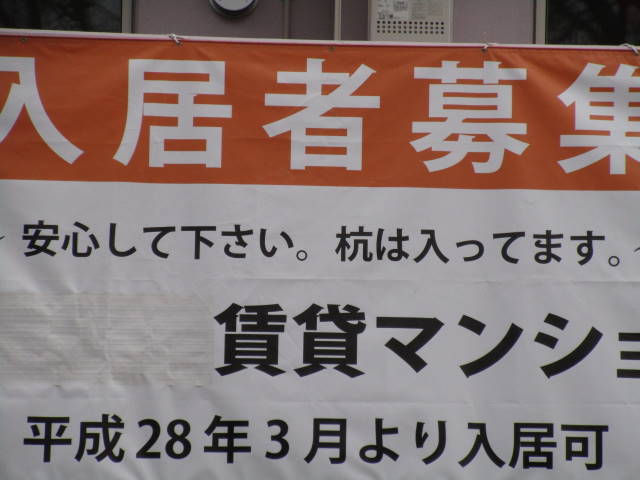 入居者募集
~ 安心して下さい。杭は入ってます。~
賃貸マンショ
平成28年3月より入居可